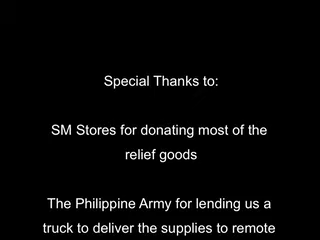 Special Thanks to:
SM Stores for donating most of the
relief goods
The Philippine Army for lending us a
truck to deliver the supplies to remote